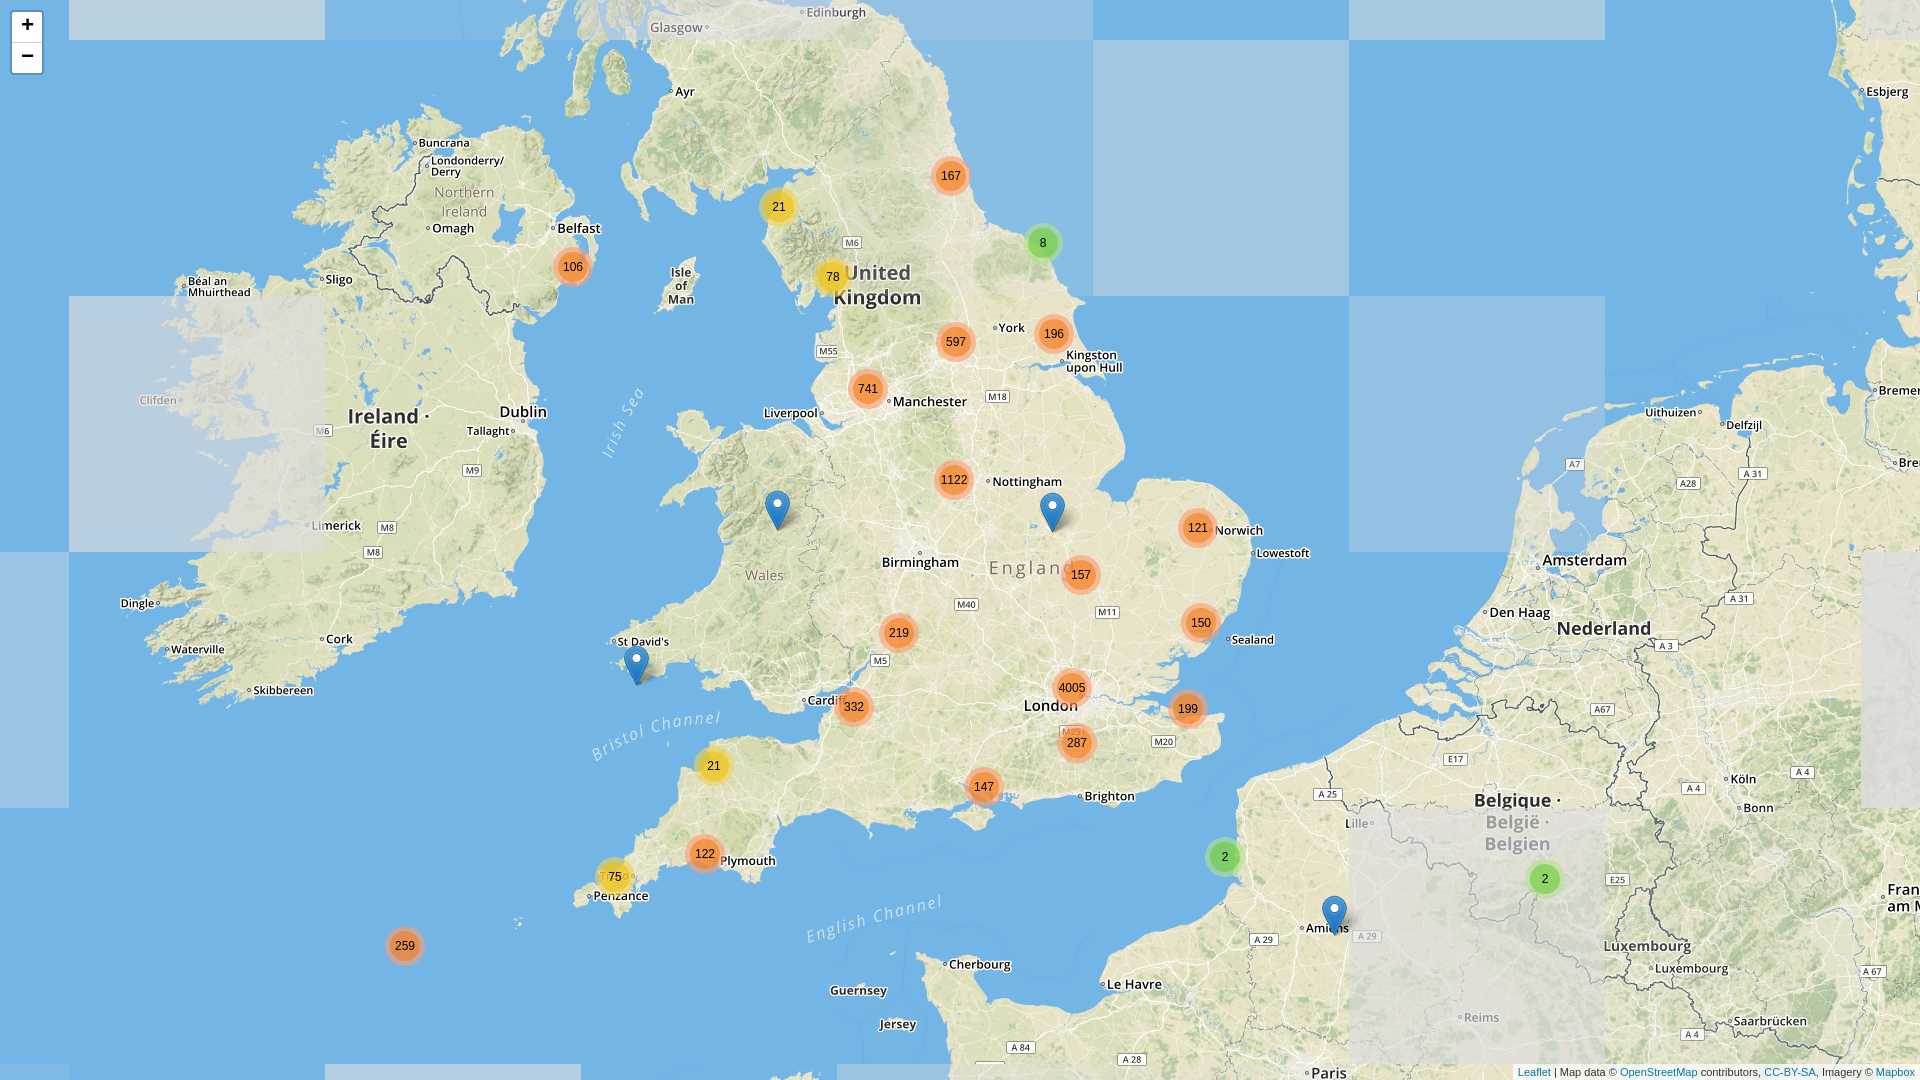 +
−
Glasgow
Edinburgh
Ayr
Esbjerg
Buncrana
Londonderry/
Derry
Northern
Ireland
Omagh
Belfast
106
167
21
8
M6
78
United
Kingdom
Isle
of
Man
Béal an
Mhuirthead
Sligo
York
196
597
Kingston
upon Hull
M55
741
Manchester
M18
Liverpool
Clifden
M6
Ireland ·
Éire
Dublin
Tallaght
M9
Irish Sea
Uithuizen
Delfzijl
Bremer
Bre
A7
A 31
A28
1122
Nottingham
121
Norwich
Lowestoft
Limerick
M8
M8
Birmingham
England
157
Wales
Amsterdam
Den Haag
Nederland
A 31
A 3
Dingle
Cork
Waterville
Skibbereen
M40
M11
219
150
Sealand
St David's
M5
Cardiff
332
4005
London
199
M25
287
M20
Bristol Channel
21
147
Brighton
A67
E17
A 25
Köln
A 4
A 4
Bonn
Belgique ·
België ·
Belgien
Lille
2
2
E25
122
Plymouth
75
Penzance
259
English Channel
Amiens
A 29
A 29
Fran
am M
Luxembourg
Luxembourg
A 67
Cherbourg
Le Havre
Guernsey
Jersey
Reims
Saarbrücken
A 4
A 84
A 28
Paris
Leaflet | Map data © OpenStreetMap contributors, CC-BY-SA, Imagery © Mapbox